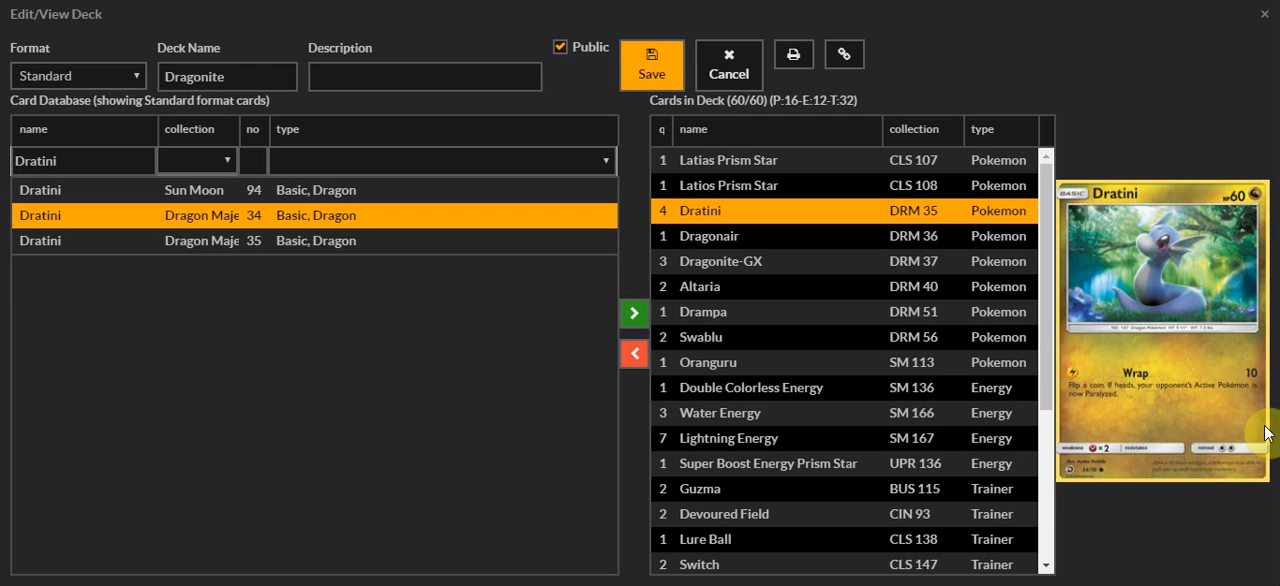 Edit/View Deck
×
Format
Deck Name
Description
Public
Save
Cancel
Standard
Dragonite
Card Database (showing Standard format cards)
Cards in Deck (60/60) (P:16-E:12-T:32)
name collection no type
Dratini
Dratini Sun Moon 94 Basic, Dragon
Dratini Dragon Maje 34 Basic, Dragon
Dratini Dragon Maje 35 Basic, Dragon
q name collection type
1 Latias Prism Star CLS 107 Pokemon
1 Latios Prism Star CLS 108 Pokemon
4 Dratini DRM 35 Pokemon
1 Dragonair DRM 36 Pokemon
3 Dragonite-GX DRM 37 Pokemon
2 Altaria DRM 40 Pokemon
1 Drampa DRM 51 Pokemon
2 Swablu DRM 56 Pokemon
1 Oranguru SM 113 Pokemon
1 Double Colorless Energy SM 136 Energy
3 Water Energy SM 166 Energy
7 Lightning Energy SM 167 Energy
1 Super Boost Energy Prism Star UPR 136 Energy
2 Guzma BUS 115 Trainer
2 Devoured Field CIN 93 Trainer
1 Lure Ball CLS 138 Trainer
2 Switch CLS 147 Trainer
BASIC Dratini HP60
Wrap 10
Flip a coin. If heads, your opponent's Active Pokémon is
now Paralyzed.
weakness ×2 resistance retreat